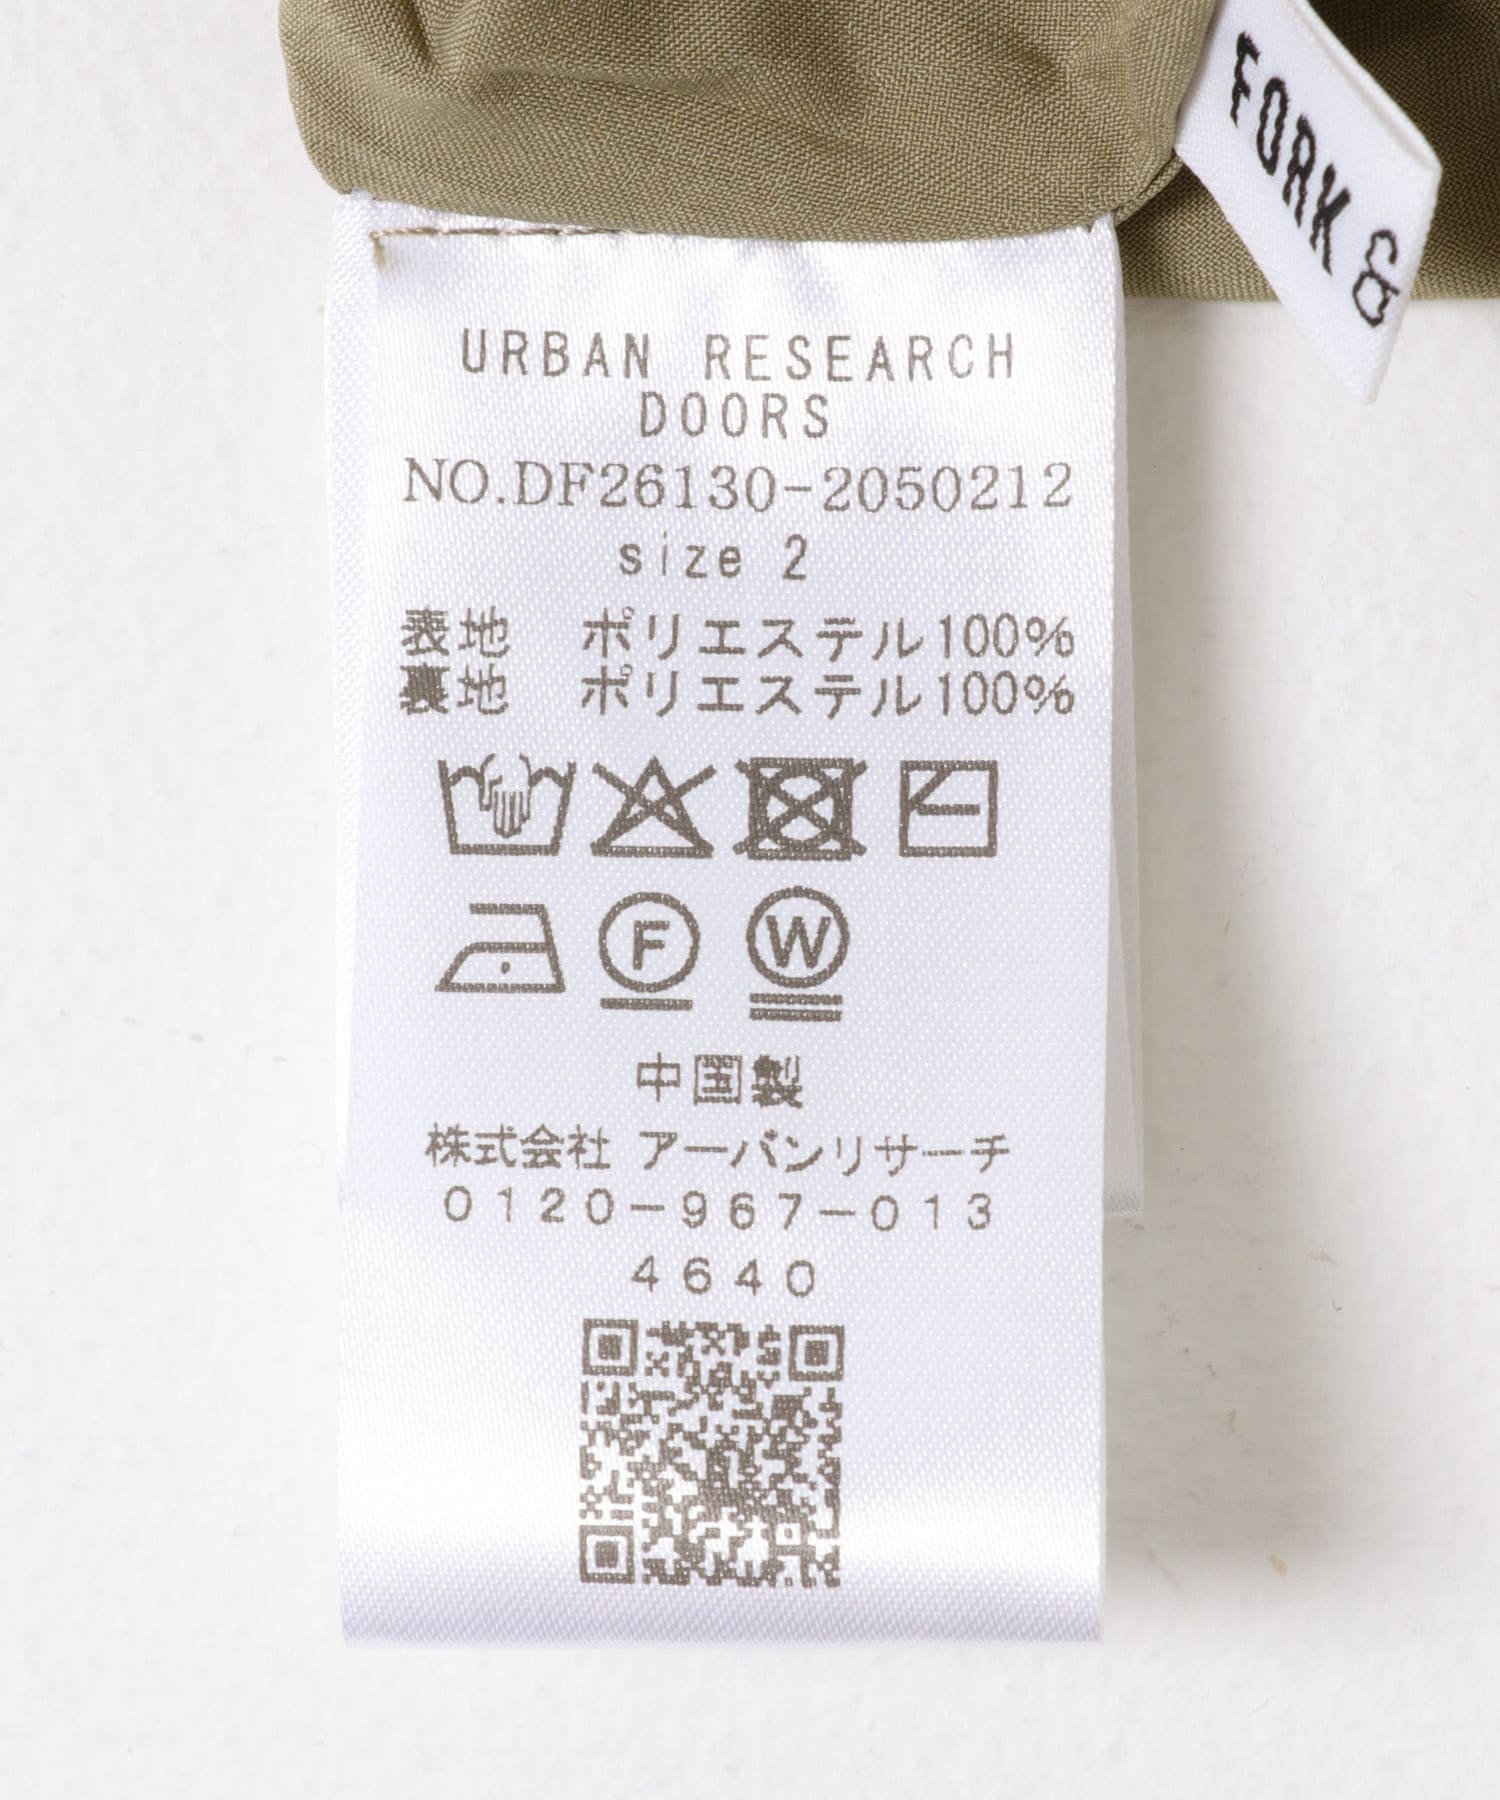 FORK &
URBAN RESEARCH
DOORS
NO.DF26130-2050212
size 2
表地 ポリエステル100%
裏地 ポリエステル100%
F
W
中国製
株式会社 アーバンリサーチ
0120-967-013
4640